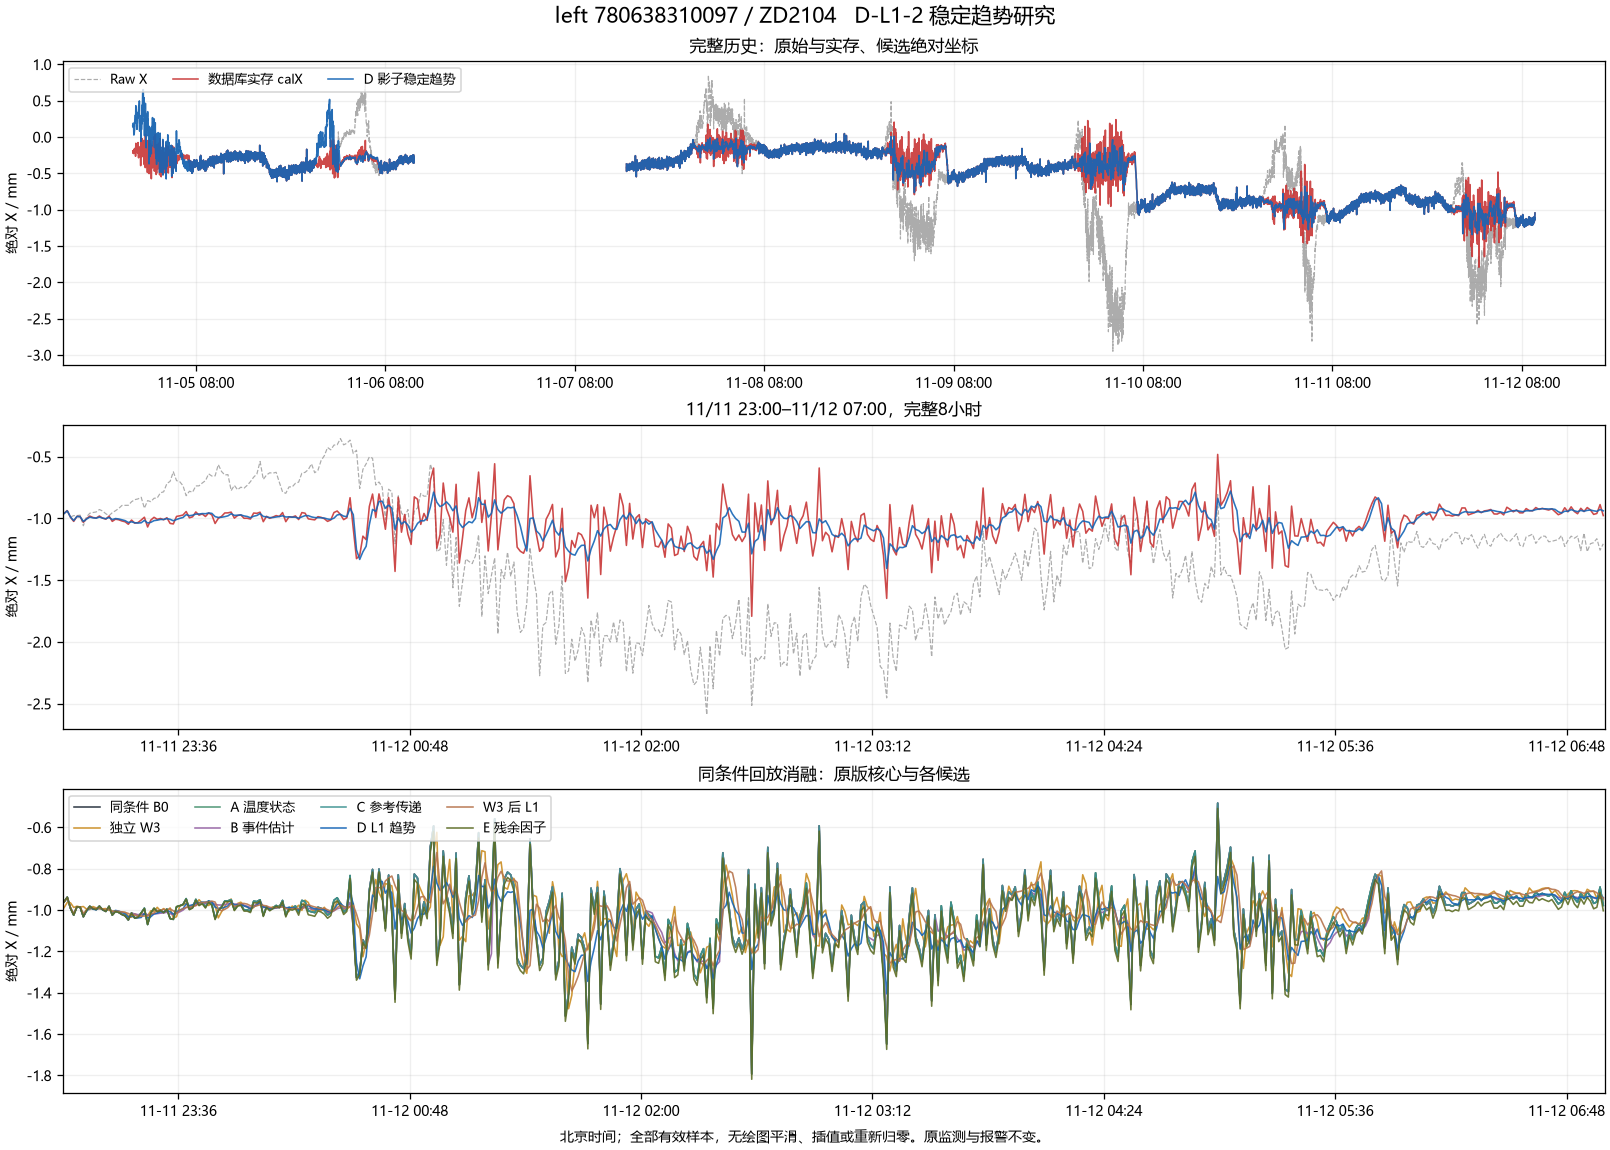 left 780638310097 / ZD2104   D-L1-2 稳定趋势研究
完整历史：原始与实存、候选绝对坐标
Raw X
数据库实存 calX
D 影子稳定趋势
绝对 X / mm
1.0
0.5
0.0
-0.5
-1.0
-1.5
-2.0
-2.5
-3.0
11-05 08:00
11-06 08:00
11-07 08:00
11-08 08:00
11-09 08:00
11-10 08:00
11-11 08:00
11-12 08:00
11/11 23:00–11/12 07:00，完整8小时
绝对 X / mm
-0.5
-1.0
-1.5
-2.0
-2.5
11-11 23:36
11-12 00:48
11-12 02:00
11-12 03:12
11-12 04:24
11-12 05:36
11-12 06:48
同条件回放消融：原版核心与各候选
同条件 B0
A 温度状态
C 参考传递
W3 后 L1
独立 W3
B 事件估计
D L1 趋势
E 残余因子
绝对 X / mm
-0.6
-0.8
-1.0
-1.2
-1.4
-1.6
-1.8
11-11 23:36
11-12 00:48
11-12 02:00
11-12 03:12
11-12 04:24
11-12 05:36
11-12 06:48
北京时间；全部有效样本，无绘图平滑、插值或重新归零。原监测与报警不变。